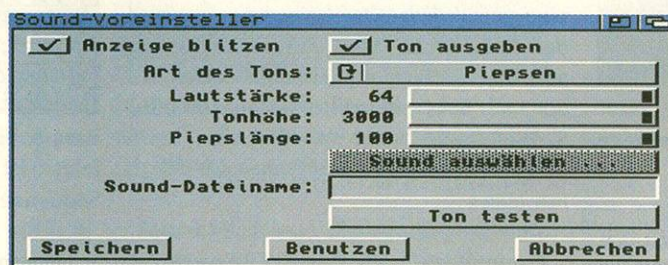 Sound-Voreinsteller
Anzeige blitzen Ton ausgeben
Art des Tons: Piepsen
Lautstärke: 64
Tonhöhe: 3000
Piepslänge: 100
Sound auswählen ...
Sound-Dateiname:
Ton testen
Speichern Benutzen Abbrechen